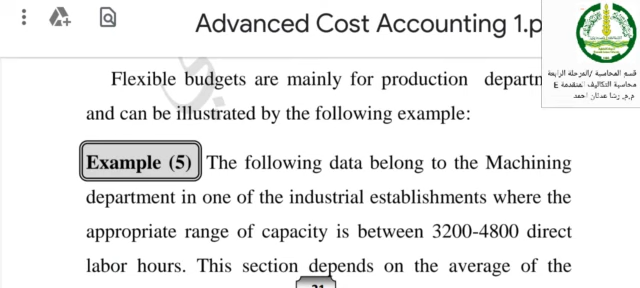 Advanced Cost Accounting 1.p
قسم المحاسبة /المرحلة الرابعة
محاسبة التكاليف المتقدمة E
م.م. رشا عدنان احمد
Flexible budgets are mainly for production departm
and can be illustrated by the following example:
Example (5) The following data belong to the Machining
department in one of the industrial establishments where the
appropriate range of capacity is between 3200-4800 direct
labor hours. This section depends on the average of the
21